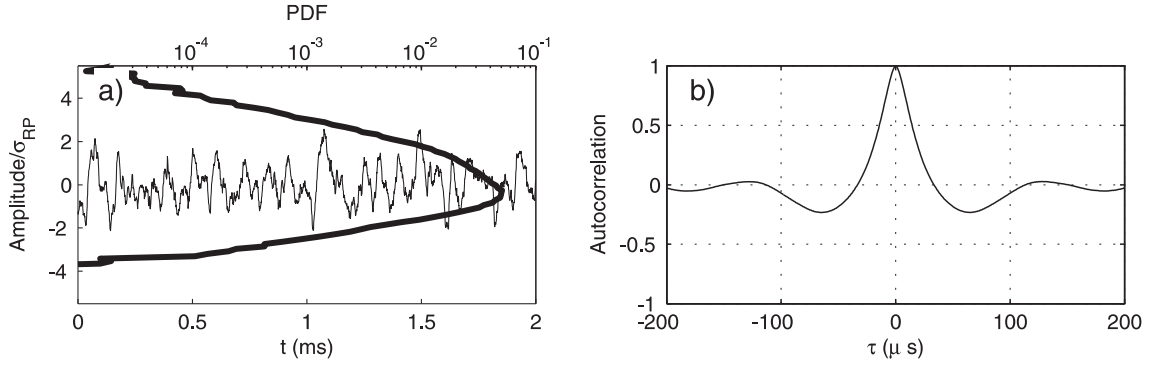 PDF
10^-4 10^-3 10^-2 10^-1
a)
Amplitude/σ_RP
4
2
0
-2
-4
0 0.5 1 1.5 2
t (ms)
b)
Autocorrelation
1
0.5
0
-0.5
-1
-200 -100 0 100 200
τ (μ s)